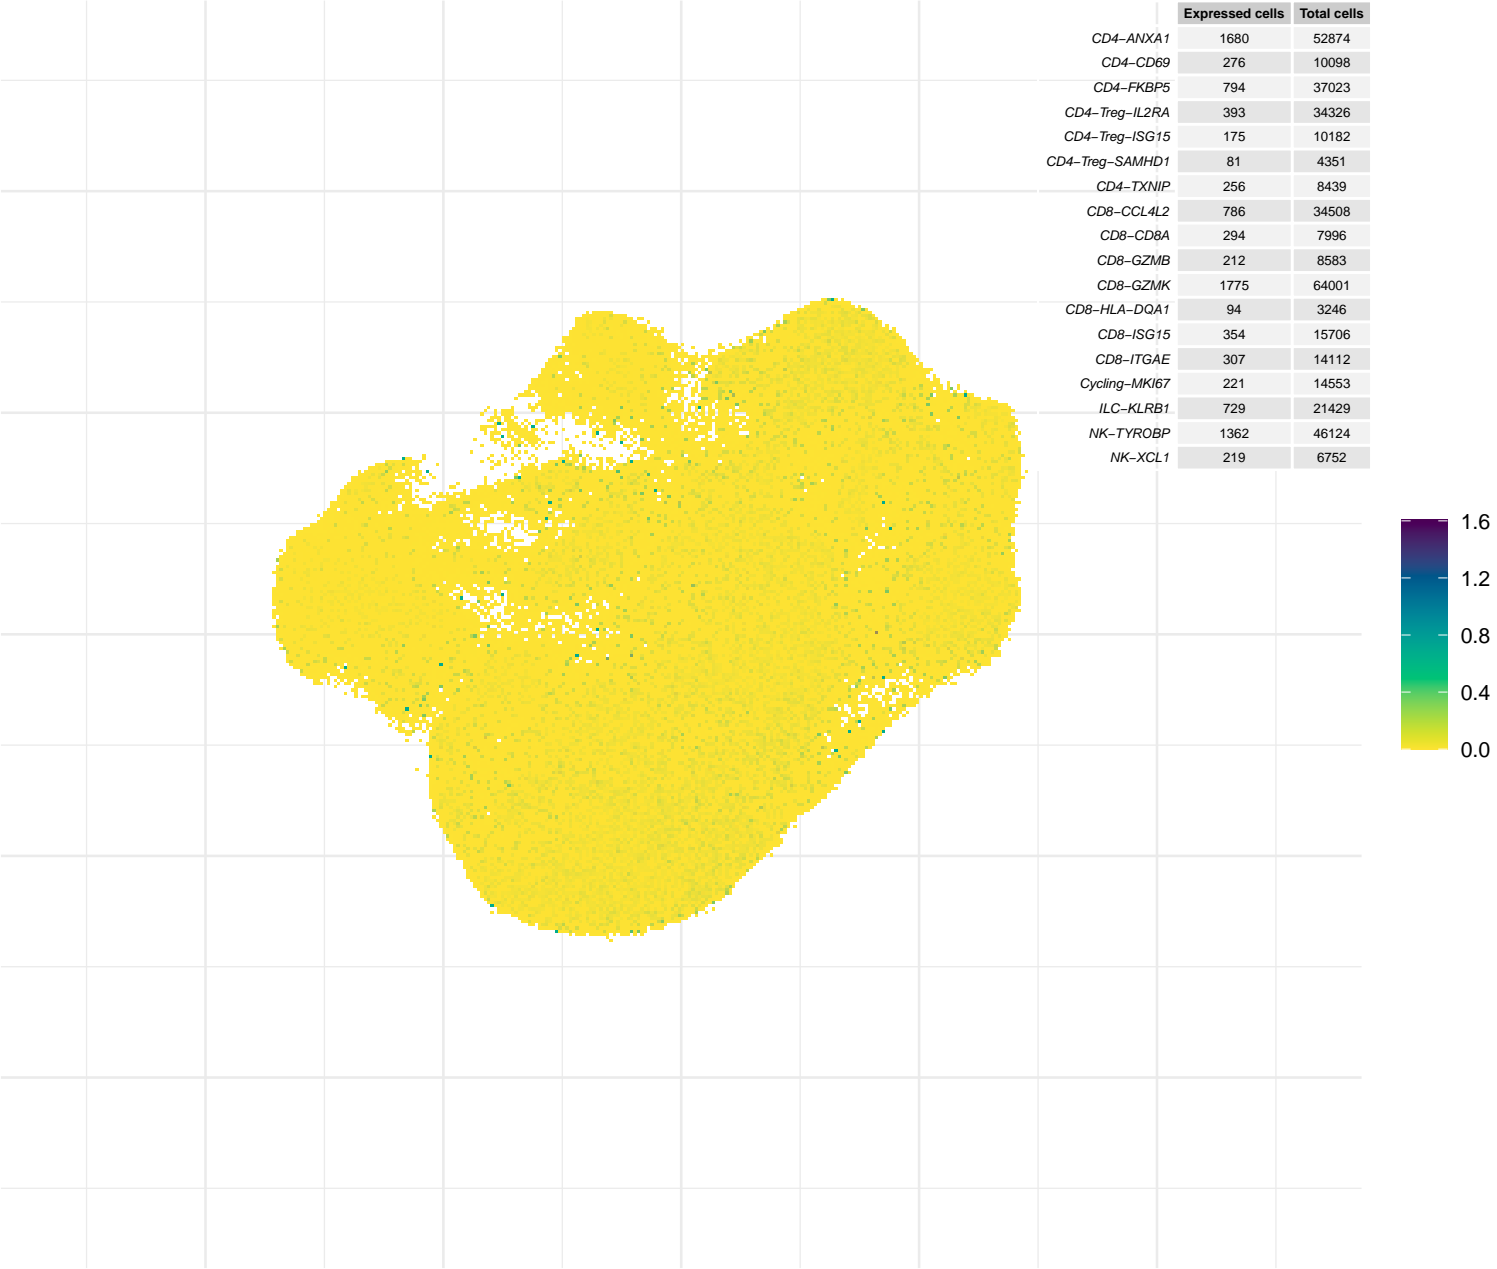 Expressed cells Total cells
CD4−ANXA1 1680 52874
CD4−CD69 276 10098
CD4−FKBP5 794 37023
CD4−Treg−IL2RA 393 34326
CD4−Treg−ISG15 175 10182
CD4−Treg−SAMHD1 81 4351
CD4−TXNIP 256 8439
CD8−CCL4L2 786 34508
CD8−CD8A 294 7996
CD8−GZMB 212 8583
CD8−GZMK 1775 64001
CD8−HLA−DQA1 94 3246
CD8−ISG15 354 15706
CD8−ITGAE 307 14112
Cycling−MKI67 221 14553
ILC−KLRB1 729 21429
NK−TYROBP 1362 46124
NK−XCL1 219 6752
1.6
1.2
0.8
0.4
0.0